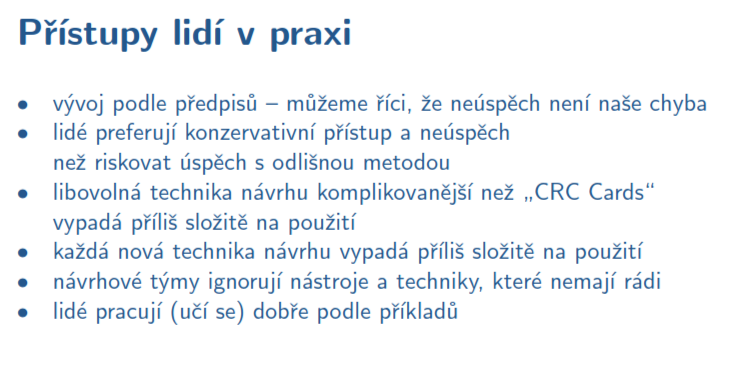 Přístupy lidí v praxi
• vývoj podle předpisů – můžeme říci, že neúspěch není naše chyba
• lidé preferují konzervativní přístup a neúspěch
než riskovat úspěch s odlišnou metodou
• libovolná technika návrhu komplikovanější než „CRC Cards“
vypadá příliš složitě na použití
• každá nová technika návrhu vypadá příliš složitě na použití
• návrhové týmy ignorují nástroje a techniky, které nemají rádi
• lidé pracují (učí se) dobře podle příkladů